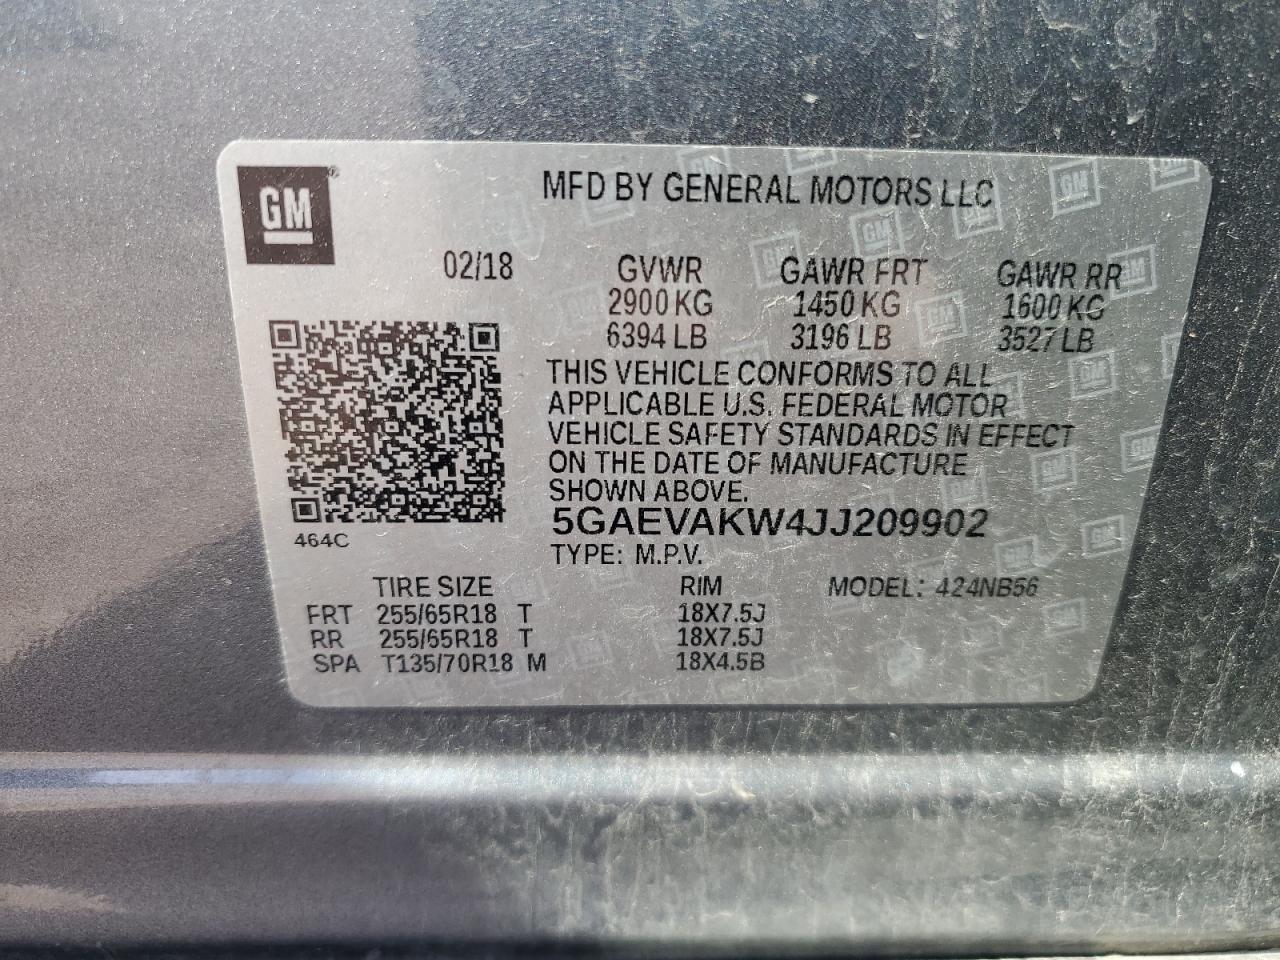 GM ®
MFD BY GENERAL MOTORS LLC
02/18 GVWR GAWR FRT GAWR RR
2900 KG 1450 KG 1600 KG
6394 LB 3196 LB 3527 LB
THIS VEHICLE CONFORMS TO ALL
APPLICABLE U.S. FEDERAL MOTOR
VEHICLE SAFETY STANDARDS IN EFFECT
ON THE DATE OF MANUFACTURE
SHOWN ABOVE.
5GAEVAKW4JJ209902
464C
TYPE: M.P.V.
TIRE SIZE RIM MODEL: 424NB56
FRT 255/65R18 T 18X7.5J
RR 255/65R18 T 18X7.5J
SPA T135/70R18 M 18X4.5B